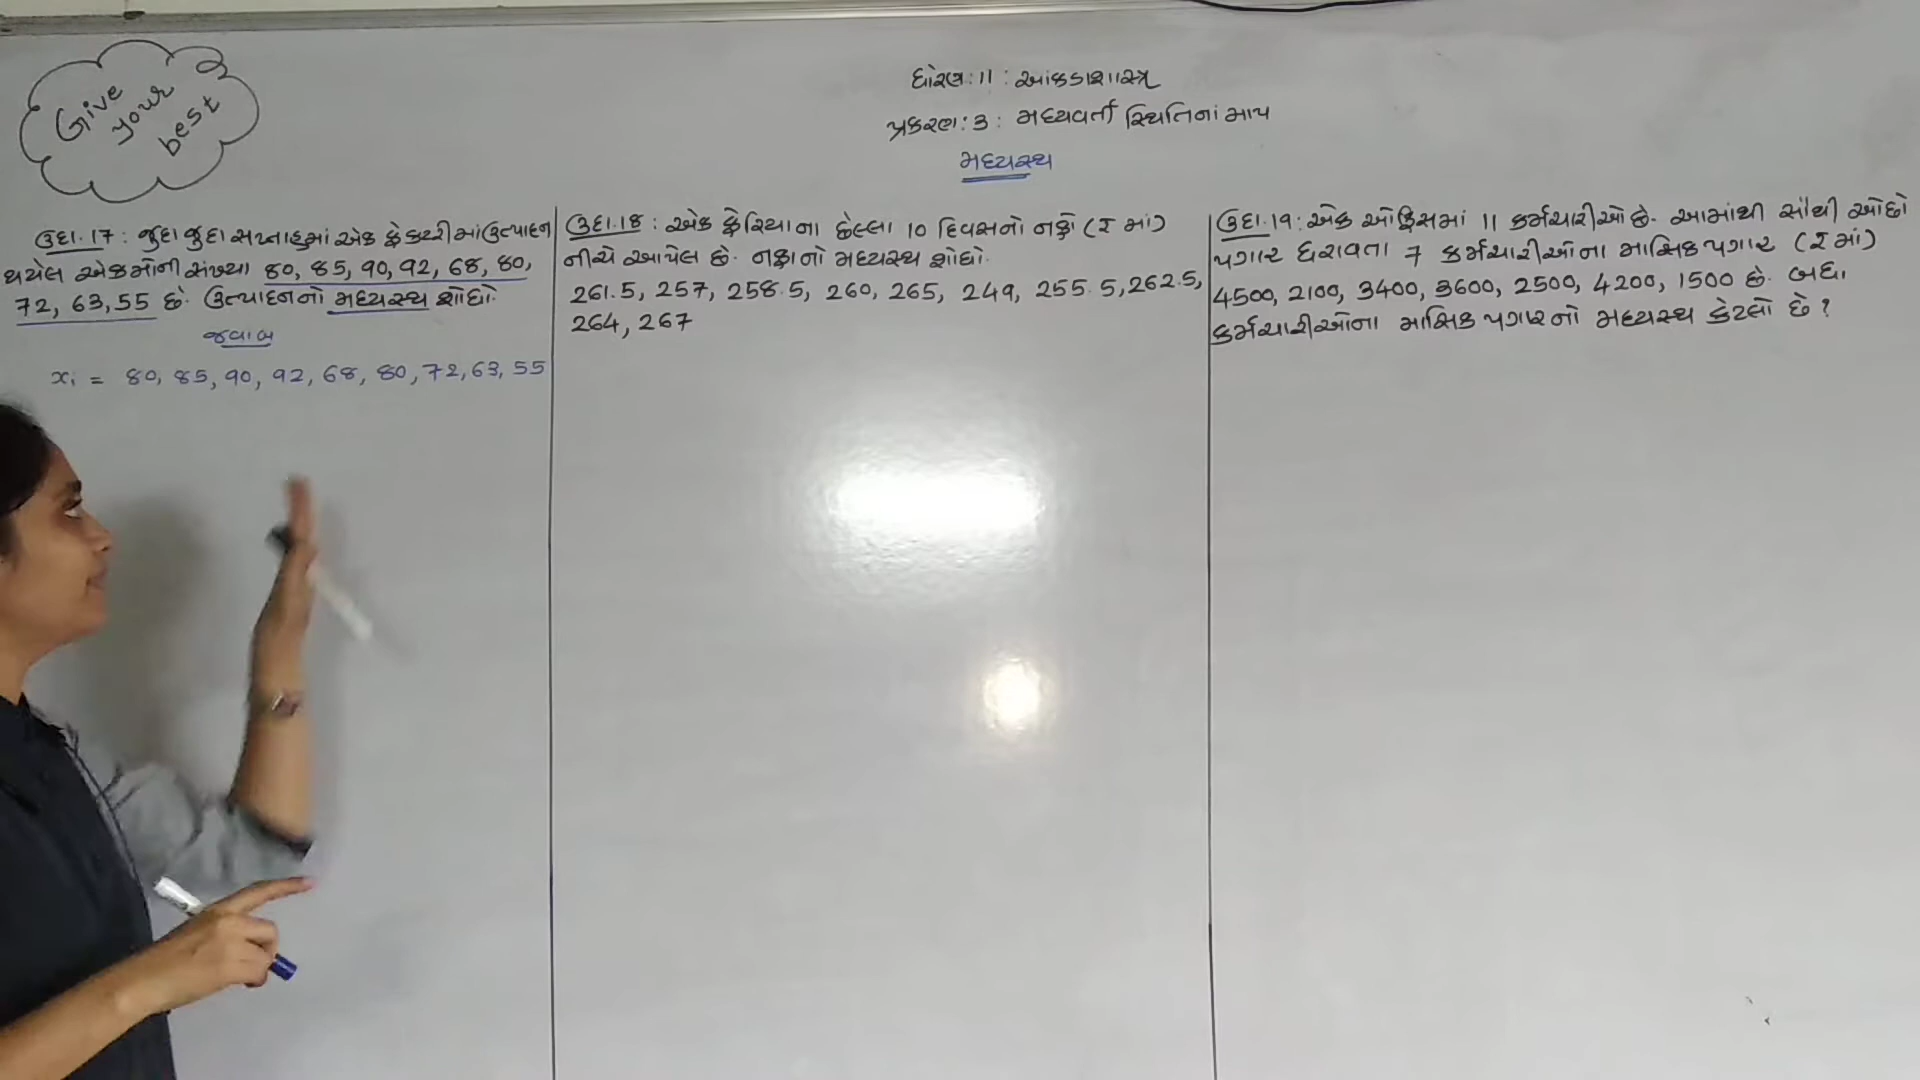 Give
your
best
ધોરણ : 11 : આંકડાશાસ્ત્ર
પ્રકરણ : 3 : મધ્યવર્તી સ્થિતિનાં માપ
મધ્યસ્થ
ઉદા. 17 : જુદા જુદા સપ્તાહમાં એક ફેક્ટરીમાં ઉત્પાદન
થયેલ એકમોની સંખ્યા 80, 85, 90, 92, 68, 80,
72, 63, 55 છે. ઉત્પાદનનો મધ્યસ્થ શોધો.
જવાબ
xi = 80, 85, 90, 92, 68, 80, 72, 63, 55
ઉદા. 18 : એક ફેરિયાના છેલ્લા 10 દિવસનો નફો (₹ માં)
નીચે આપેલ છે. નફાનો મધ્યસ્થ શોધો.
261.5, 257, 258.5, 260, 265, 249, 255.5, 262.5,
264, 267
ઉદા. 19 : એક ઓફિસમાં 11 કર્મચારીઓ છે. આમાંથી સૌથી ઓછો
પગાર ધરાવતા 7 કર્મચારીઓના માસિક પગાર (₹ માં)
4500, 2100, 3400, 3600, 2500, 4200, 1500 છે. બધા
કર્મચારીઓના માસિક પગારનો મધ્યસ્થ કેટલો છે ?